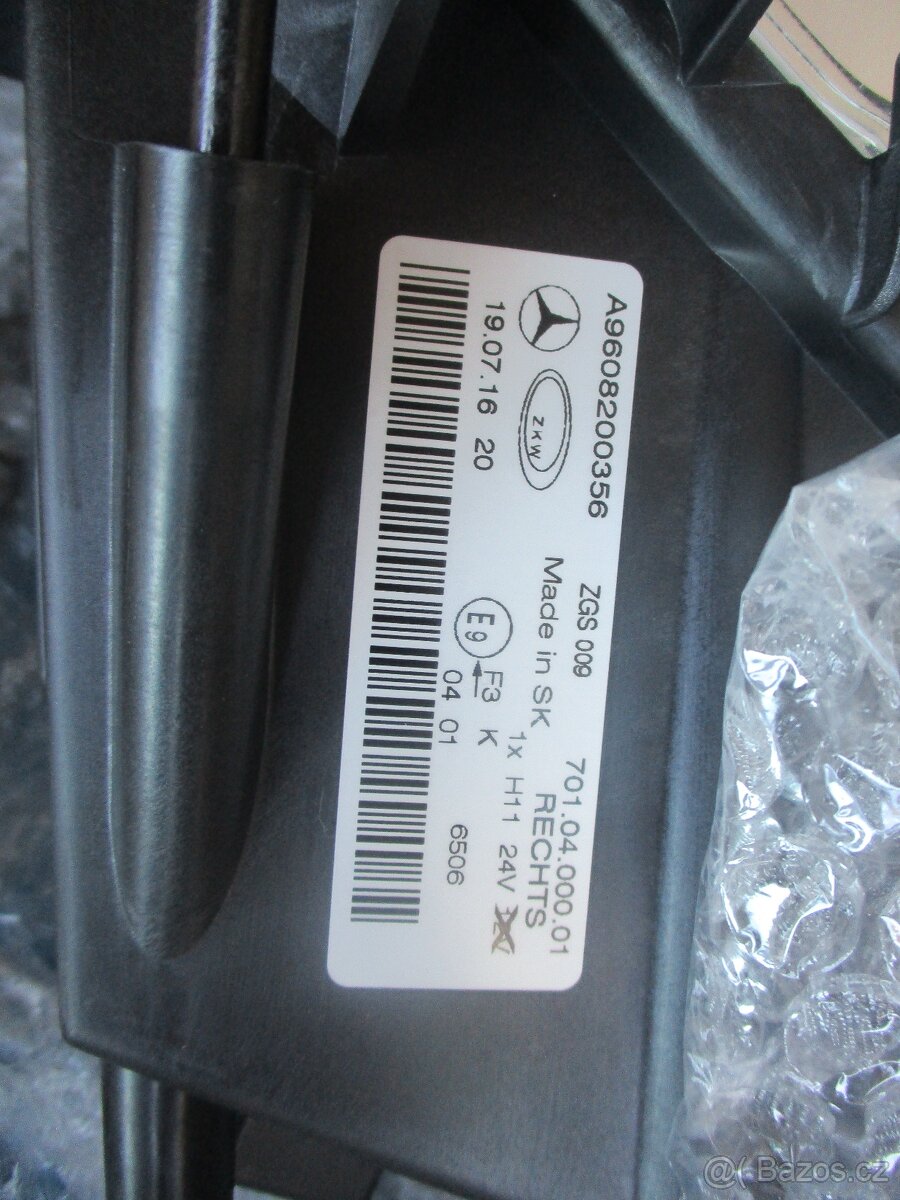 A9608200356 ZGS 009 701.04.000.01
ZKW Made in SK RECHTS
1x H11 24V
19.07.16 20 E9 F3 K
04 01 6506
@( Bazos.cz